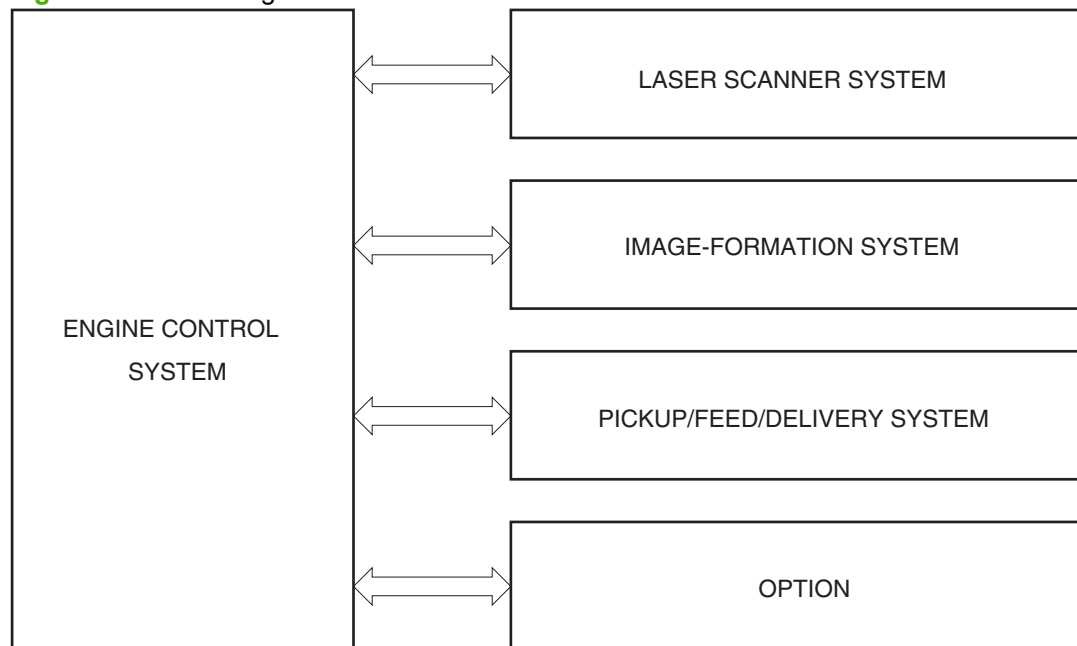 ENGINE CONTROL
SYSTEM
LASER SCANNER SYSTEM
IMAGE-FORMATION SYSTEM
PICKUP/FEED/DELIVERY SYSTEM
OPTION